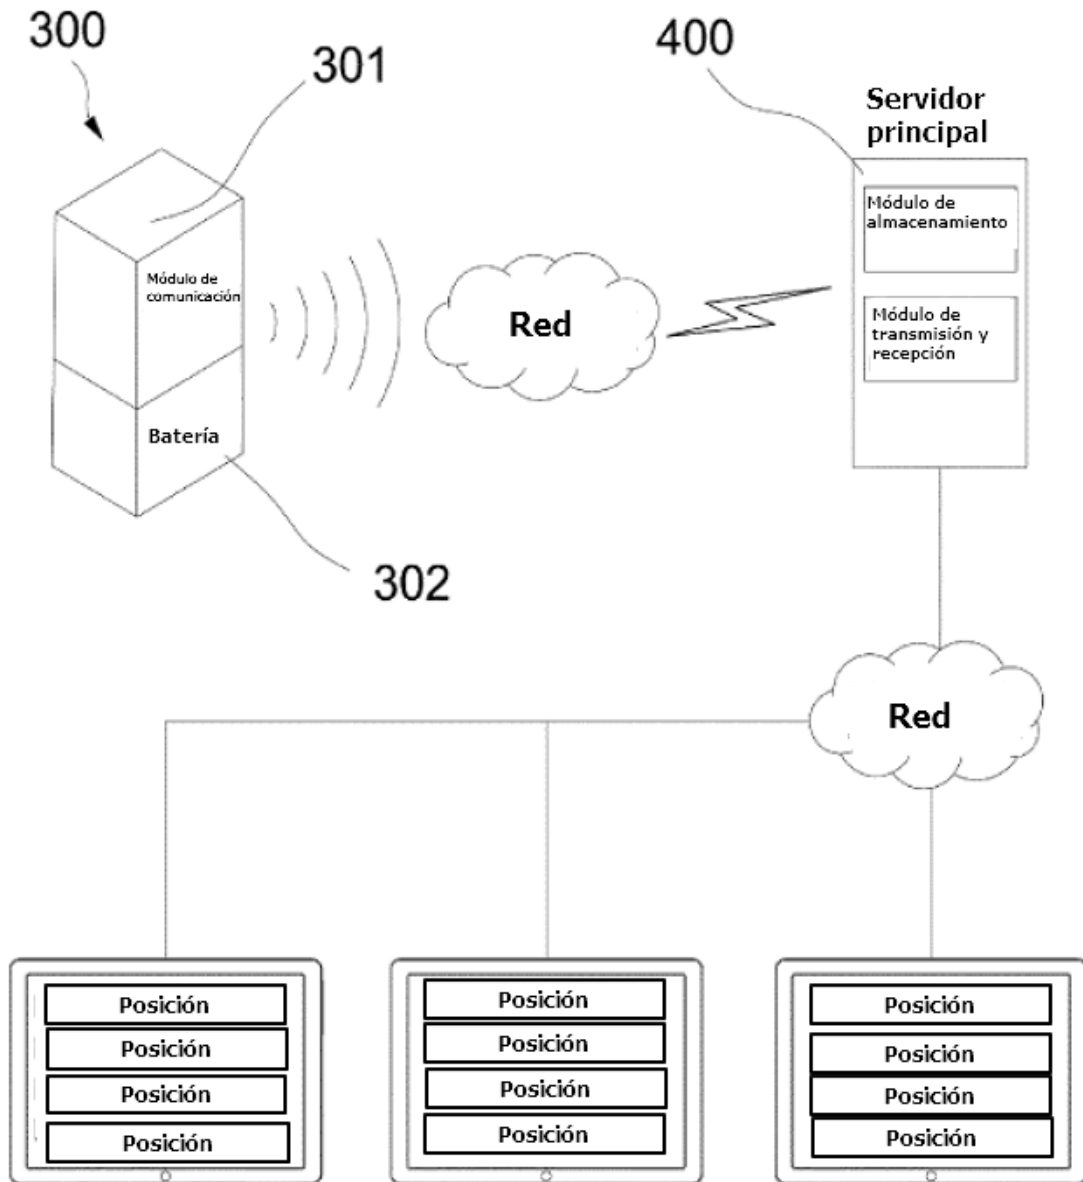 300
301
400
Servidor
principal
Módulo de
almacenamiento
Módulo de
comunicación
Red
Módulo de
transmisión y
recepción
Batería
302
Red
Posición
Posición
Posición
Posición
Posición
Posición
Posición
Posición
Posición
Posición
Posición
Posición